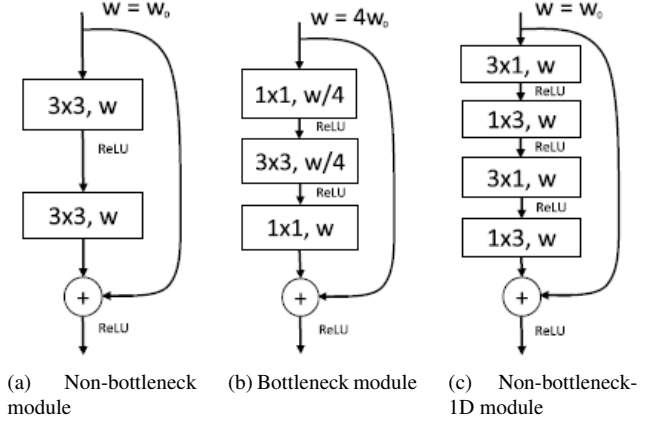 w = w₀
3x3, w
ReLU
3x3, w
+
ReLU
(a) Non-bottleneck
module
w = 4w₀
1x1, w/4
ReLU
3x3, w/4
ReLU
1x1, w
+
ReLU
(b) Bottleneck module
w = w₀
3x1, w
ReLU
1x3, w
ReLU
3x1, w
ReLU
1x3, w
+
ReLU
(c) Non-bottleneck-
1D module